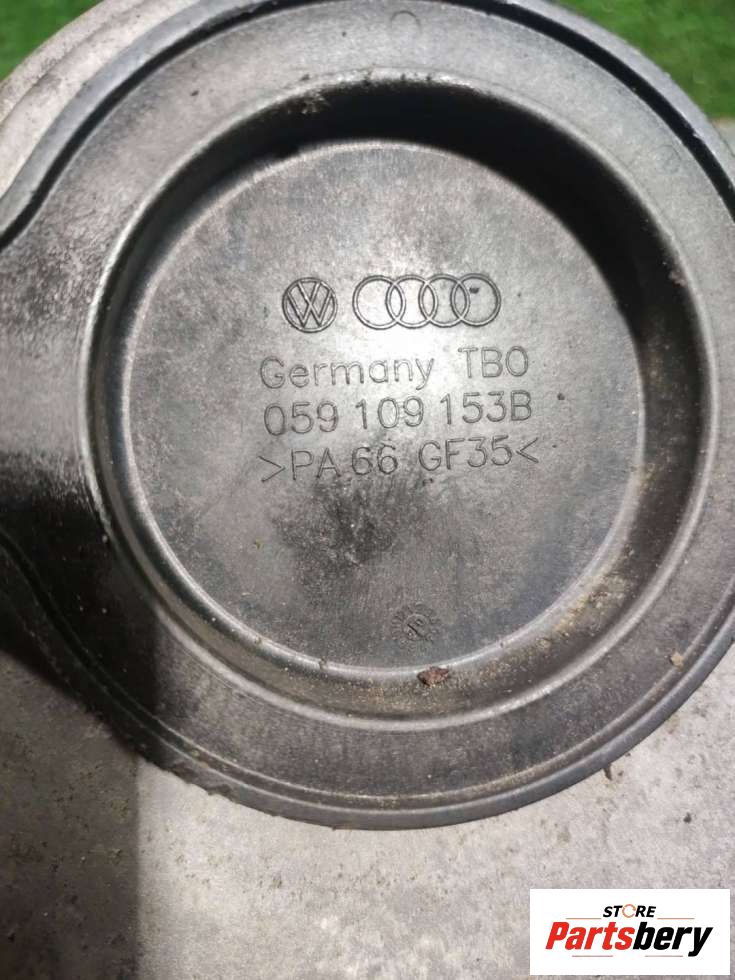 Germany TBO
059 109 153B
>PA 66 GF35<
STORE
Partsbery